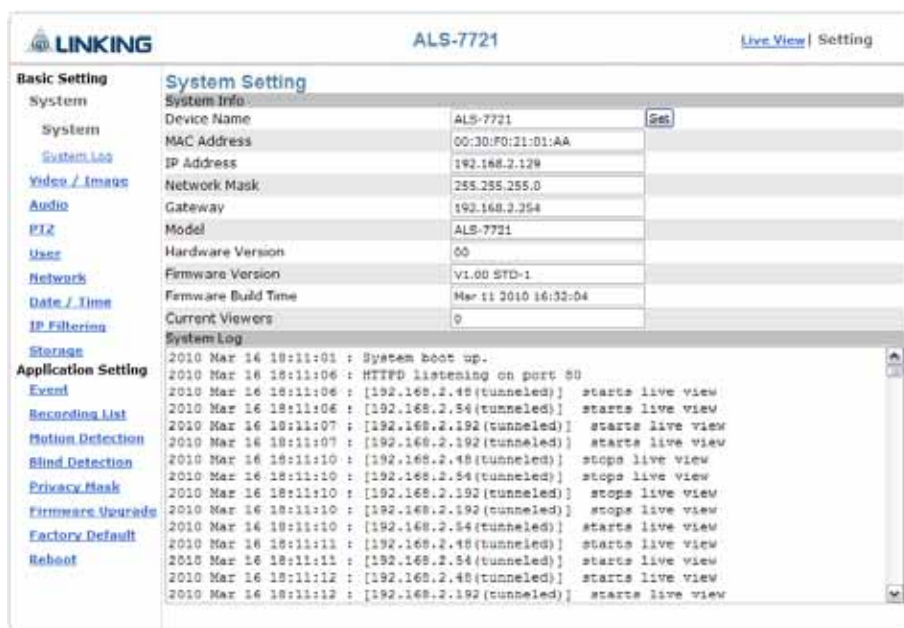 LINKING
ALS-7721
Live View | Setting
Basic Setting
System
System
System Log
Video / Image
Audio
PTZ
User
Network
Date / Time
IP Filtering
Storage
Application Setting
Event
Recording List
Motion Detection
Blind Detection
Privacy Mask
Firmware Upgrade
Factory Default
Reboot
System Setting
System Info
Device Name ALS-7721 Set
MAC Address 00:30:F0:21:01:AA
IP Address 192.168.2.129
Network Mask 255.255.255.0
Gateway 192.168.2.254
Model ALS-7721
Hardware Version 00
Firmware Version V1.00 STD-1
Firmware Build Time Mar 11 2010 16:32:04
Current Viewers 0
System Log
2010 Mar 16 18:11:01 : System boot up.
2010 Mar 16 18:11:06 : HTTPD listening on port 80
2010 Mar 16 18:11:06 : [192.168.2.48(tunneled)] starts live view
2010 Mar 16 18:11:06 : [192.168.2.54(tunneled)] starts live view
2010 Mar 16 18:11:07 : [192.168.2.192(tunneled)] starts live view
2010 Mar 16 18:11:07 : [192.168.2.192(tunneled)] starts live view
2010 Mar 16 18:11:10 : [192.168.2.48(tunneled)] stops live view
2010 Mar 16 18:11:10 : [192.168.2.54(tunneled)] stops live view
2010 Mar 16 18:11:10 : [192.168.2.192(tunneled)] stops live view
2010 Mar 16 18:11:10 : [192.168.2.192(tunneled)] stops live view
2010 Mar 16 18:11:10 : [192.168.2.54(tunneled)] starts live view
2010 Mar 16 18:11:11 : [192.168.2.48(tunneled)] starts live view
2010 Mar 16 18:11:11 : [192.168.2.54(tunneled)] starts live view
2010 Mar 16 18:11:12 : [192.168.2.48(tunneled)] starts live view
2010 Mar 16 18:11:12 : [192.168.2.192(tunneled)] starts live view